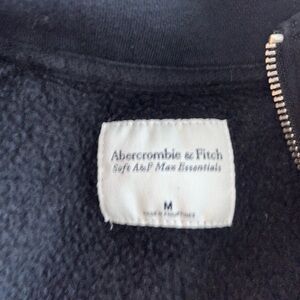 Abercrombie & Fitch
Soft A&F Man Essentials
M